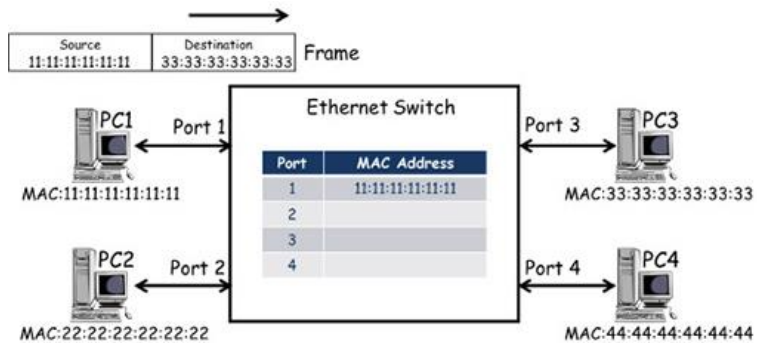 Source
11:11:11:11:11:11
Destination
33:33:33:33:33:33
Frame
Ethernet Switch
PC1
Port 1
MAC:11:11:11:11:11:11
Port 3
PC3
MAC:33:33:33:33:33:33
Port MAC Address
1 11:11:11:11:11:11
2
3
4
PC2
Port 2
MAC:22:22:22:22:22:22
Port 4
PC4
MAC:44:44:44:44:44:44